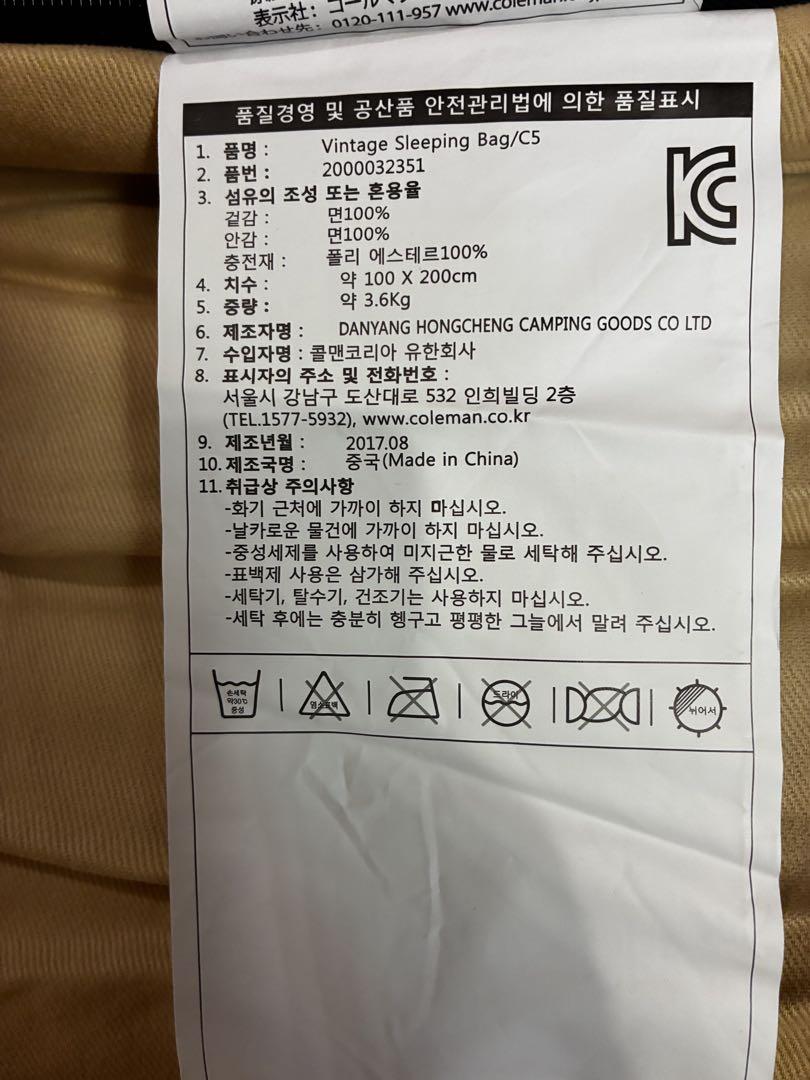 表示社： コールマン
0120-111-957 www.coleman.
品질경영 및 공산품 안전관리법에 의한 품질표시
1. 품명 : Vintage Sleeping Bag/C5
2. 품번 : 2000032351
3. 섬유의 조성 또는 혼용율
겉감 : 면100%
안감 : 면100%
충전재 : 폴리 에스테르100%
4. 치수 : 약 100 X 200cm
5. 중량 : 약 3.6Kg
6. 제조자명 : DANYANG HONGCHENG CAMPING GOODS CO LTD
7. 수입자명 : 콜맨코리아 유한회사
8. 표시자의 주소 및 전화번호 :
서울시 강남구 도산대로 532 인희빌딩 2층
(TEL.1577-5932), www.coleman.co.kr
9. 제조년월 : 2017.08
10. 제조국명 : 중국(Made in China)
11. 취급상 주의사항
-화기 근처에 가까이 하지 마십시오.
-날카로운 물건에 가까이 하지 마십시오.
-중성세제를 사용하여 미지근한 물로 세탁해 주십시오.
-표백제 사용은 삼가해 주십시오.
-세탁기, 탈수기, 건조기는 사용하지 마십시오.
-세탁 후에는 충분히 헹구고 평평한 그늘에서 말려 주십시오.
손세탁
약30℃
중성
염소표백
드라이
뉘어서